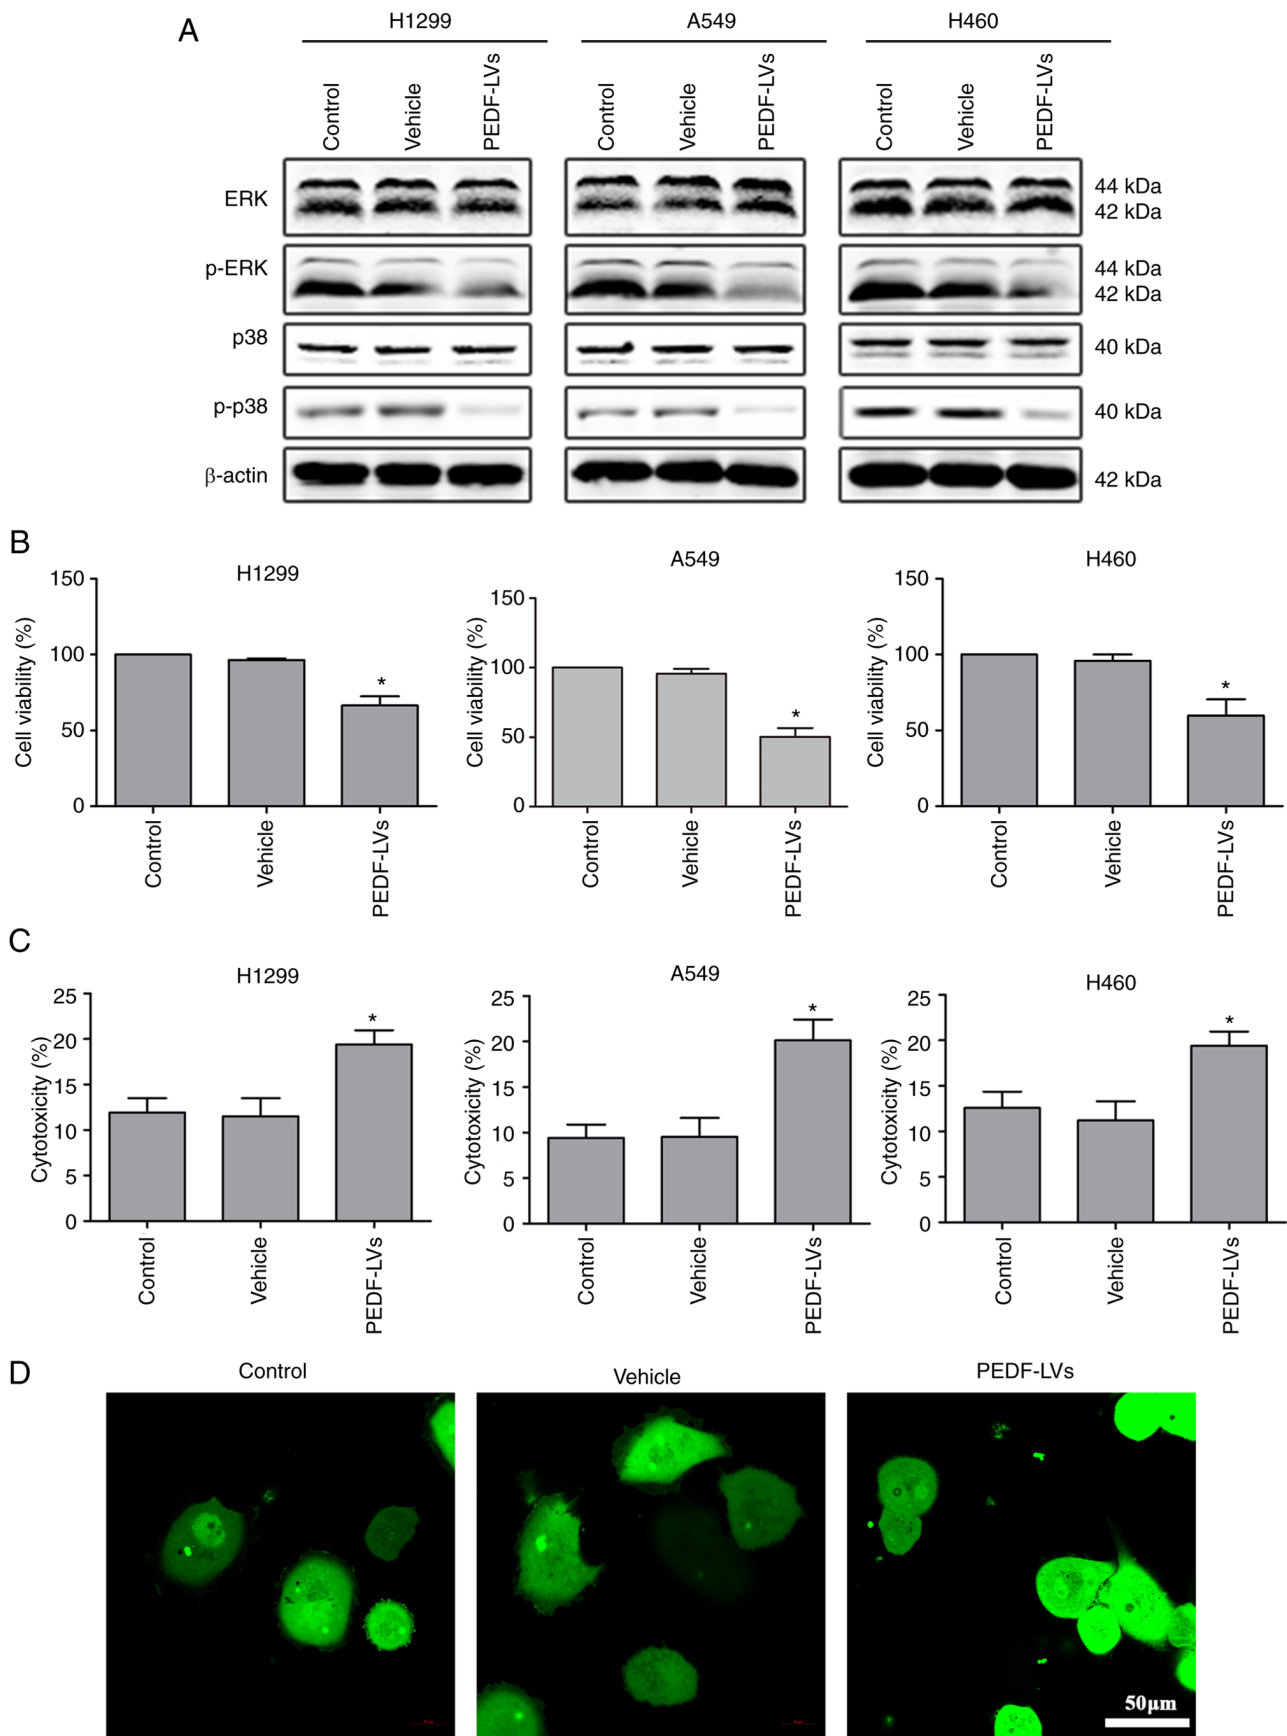 A
H1299 A549 H460
Control Vehicle PEDF-LVs Control Vehicle PEDF-LVs Control Vehicle PEDF-LVs
ERK 44 kDa
42 kDa
p-ERK 44 kDa
42 kDa
p38 40 kDa
p-p38 40 kDa
β-actin 42 kDa
B
H1299
Cell viability (%)
150
100
50
0
*
Control Vehicle PEDF-LVs
A549
Cell viability (%)
150
100
50
0
*
Control Vehicle PEDF-LVs
H460
Cell viability (%)
150
100
50
0
*
Control Vehicle PEDF-LVs
C
H1299
Cytotoxicity (%)
25
20
15
10
5
0
*
Control Vehicle PEDF-LVs
A549
Cytotoxicity (%)
25
20
15
10
5
0
*
Control Vehicle PEDF-LVs
H460
Cytotoxicity (%)
25
20
15
10
5
0
*
Control Vehicle PEDF-LVs
D
Control Vehicle PEDF-LVs
50µm